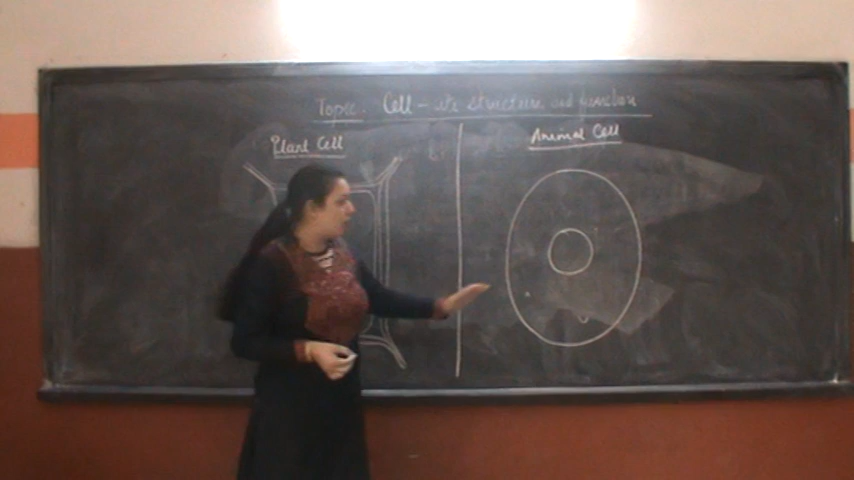 Topic: Cell - its structure and function
Plant Cell
Animal Cell